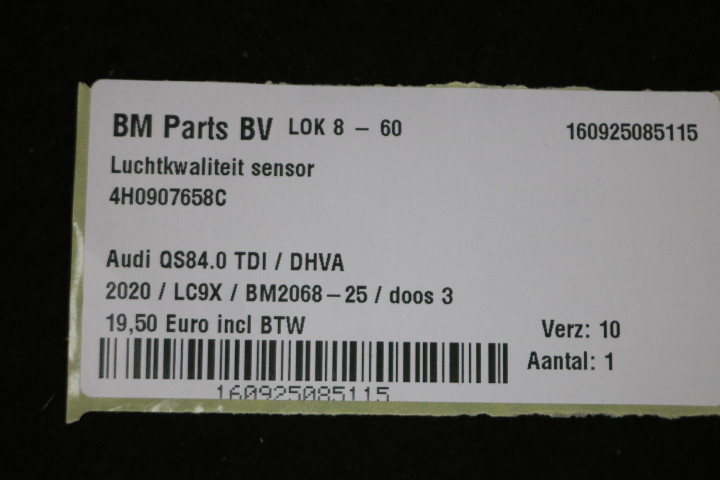 BM Parts BV LOK 8 - 60 160925085115
Luchtkwaliteit sensor
4H0907658C
Audi QS84.0 TDI / DHVA
2020 / LC9X / BM2068-25 / doos 3
19,50 Euro incl BTW Verz: 10
Aantal: 1
160925085115